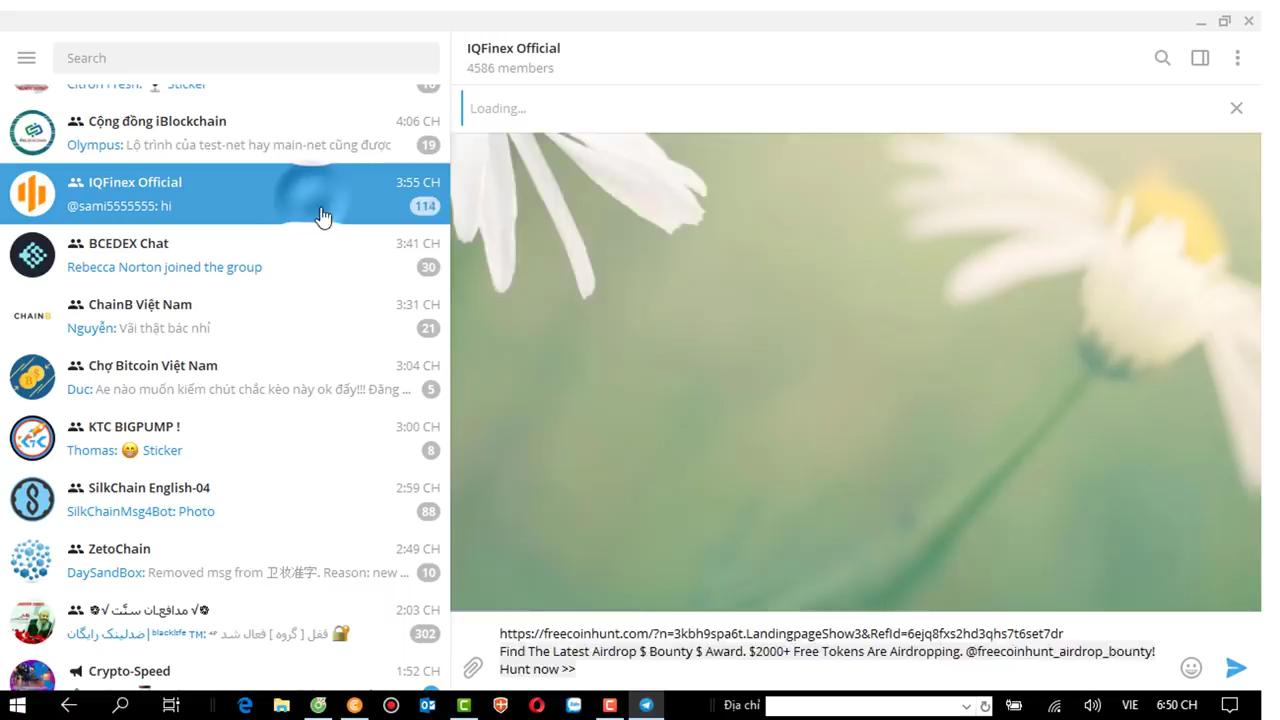 Search
Citron Fresh: Sticker
16
Cộng đồng iBlockchain
4:06 CH
Olympus: Lộ trình của test-net hay main-net cũng được
19
IQFinex Official
3:55 CH
@sami5555555: hi
114
BCEDEX Chat
3:41 CH
Rebecca Norton joined the group
30
CHAINB
ChainB Việt Nam
3:31 CH
Nguyễn: Vãi thật bác nhỉ
21
Chợ Bitcoin Việt Nam
3:04 CH
Duc: Ae nào muốn kiếm chút chắc kèo này ok đấy!!! Đăng ...
5
KTC
KTC BIGPUMP !
3:00 CH
Thomas: 😁 Sticker
8
SilkChain English-04
2:59 CH
SilkChainMsg4Bot: Photo
88
ZetoChain
2:49 CH
DaySandBox: Removed msg from 卫妆准字. Reason: new ...
10
مدافعـان سنَّت
2:03 CH
302
Crypto-Speed
1:52 CH
IQFinex Official
4586 members
Loading...
https://freecoinhunt.com/?n=3kbh9spa6t.LandingpageShow3&RefId=6ejq8fxs2hd3qhs7t6set7dr
Find The Latest Airdrop $ Bounty $ Award. $2000+ Free Tokens Are Airdropping. @freecoinhunt_airdrop_bounty!
Hunt now >>
Địa chỉ
VIE
6:50 CH